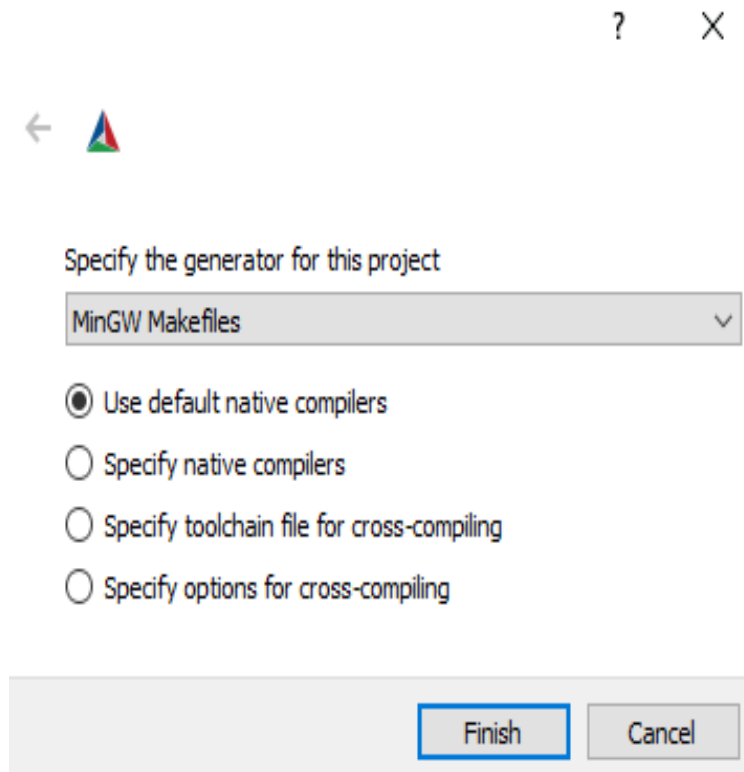 ?
Specify the generator for this project
MinGW Makefiles
Use default native compilers
Specify native compilers
Specify toolchain file for cross-compiling
Specify options for cross-compiling
Finish Cancel